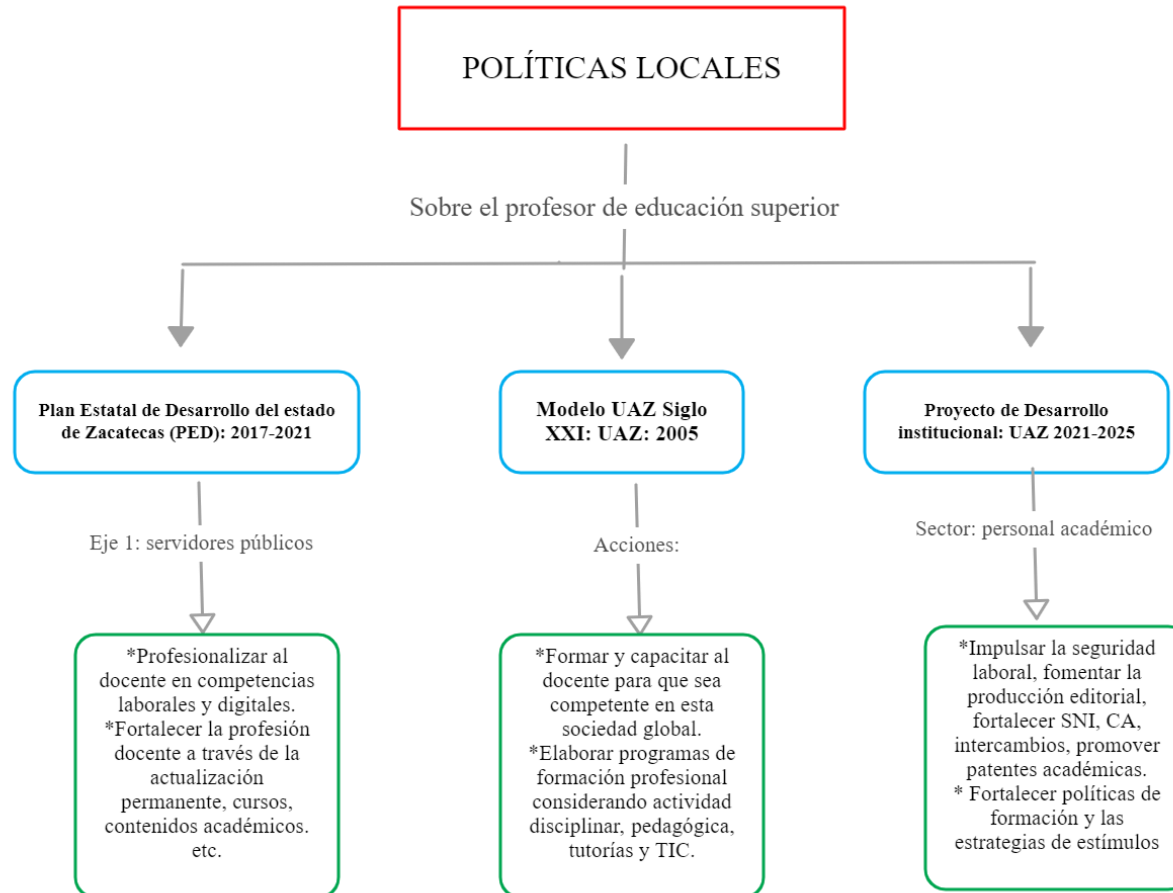 POLÍTICAS LOCALES
Sobre el profesor de educación superior
Plan Estatal de Desarrollo del estado
de Zacatecas (PED): 2017-2021
Eje 1: servidores públicos
*Profesionalizar al
docente en competencias
laborales y digitales.
*Fortalecer la profesión
docente a través de la
actualización
permanente, cursos,
contenidos académicos.
etc.
Modelo UAZ Siglo
XXI: UAZ: 2005
Acciones:
*Formar y capacitar al
docente para que sea
competente en esta
sociedad global.
*Elaborar programas de
formación profesional
considerando actividad
disciplinar, pedagógica,
tutorías y TIC.
Proyecto de Desarrollo
institucional: UAZ 2021-2025
Sector: personal académico
*Impulsar la seguridad
laboral, fomentar la
producción editorial,
fortalecer SNI, CA,
intercambios, promover
patentes académicas.
* Fortalecer políticas de
formación y las
estrategias de estímulos